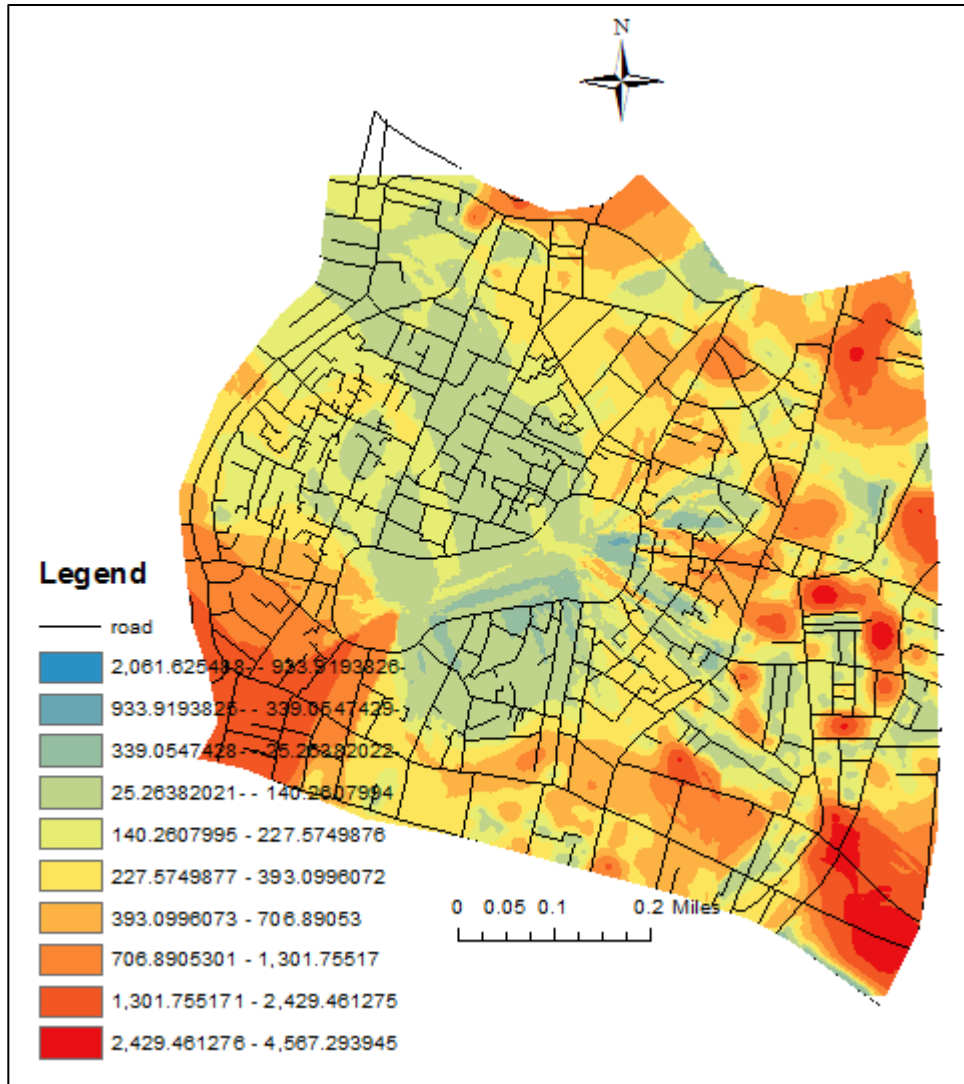 N
Legend
road
2,061.625488-- 933.9193826-
933.9193825-- 339.0547429-
339.0547428-- 25.26382022-
25.26382021-- 140.2607994
140.2607995 - 227.5749876
227.5749877 - 393.0996072
393.0996073 - 706.89053
706.8905301 - 1,301.75517
1,301.755171 - 2,429.461275
2,429.461276 - 4,567.293945
0 0.05 0.1 0.2 Miles